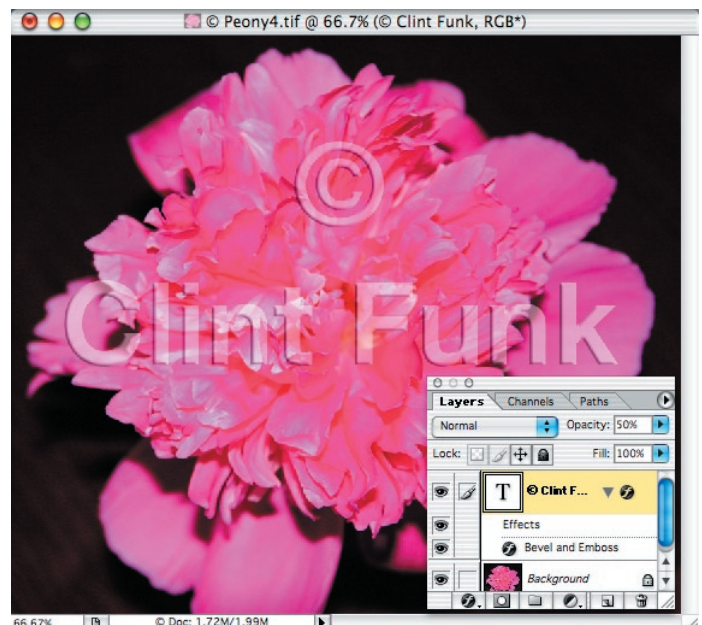 © Peony4.tif @ 66.7% (© Clint Funk, RGB*)
©
Clint Funk
Layers Channels Paths
Normal Opacity: 50%
Lock: Fill: 100%
T © Clint F...
Effects
Bevel and Emboss
Background
66.67% © Doc: 1.72M/1.99M